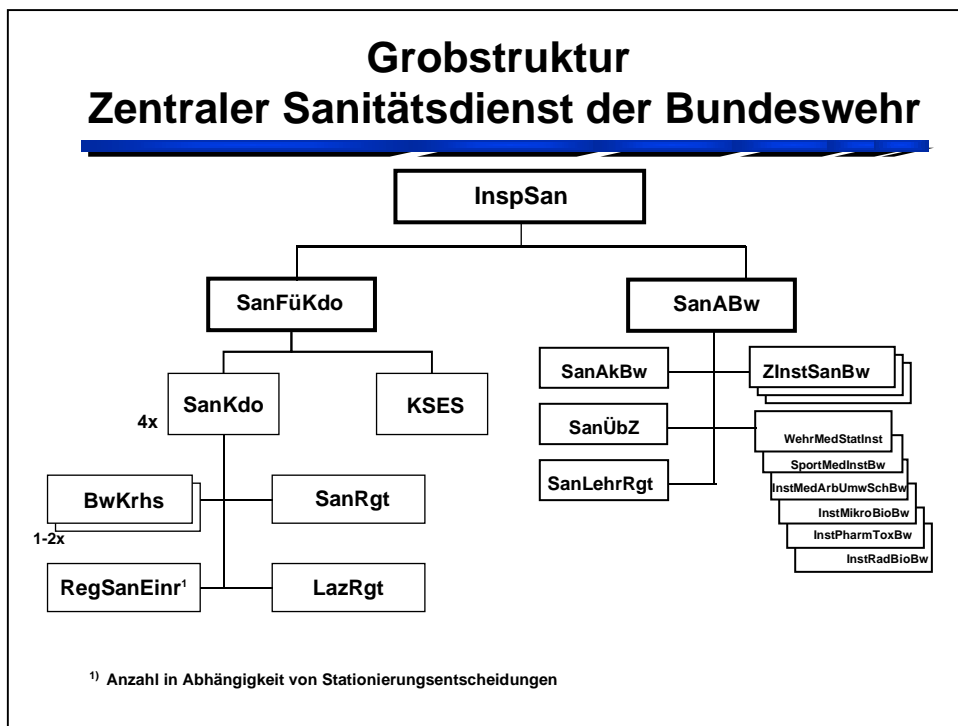 Grobstruktur
Zentraler Sanitätsdienst der Bundeswehr
InspSan
SanFüKdo
SanABw
SanKdo
4x
KSES
BwKrhs
1-2x
SanRgt
RegSanEinr¹
LazRgt
SanAkBw
ZInstSanBw
SanÜbZ
SanLehrRgt
WehrMedStatInst
SportMedInstBw
InstMedArbUmwSchBw
InstMikroBioBw
InstPharmToxBw
InstRadBioBw
¹⁾ Anzahl in Abhängigkeit von Stationierungsentscheidungen